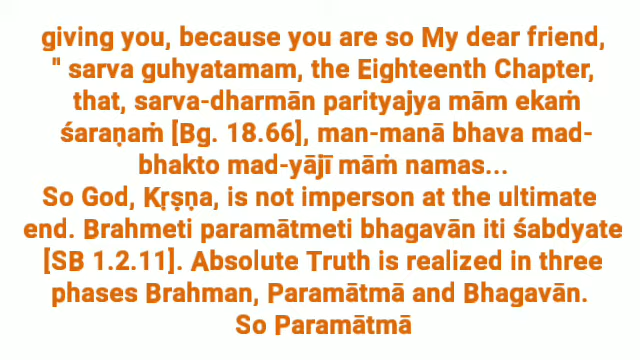 giving you, because you are so My dear friend,
" sarva guhyatamam, the Eighteenth Chapter,
that, sarva-dharmān parityajya mām ekaṁ
śaraṇaṁ [Bg. 18.66], man-manā bhava mad-
bhakto mad-yājī māṁ namas...
So God, Kṛṣṇa, is not imperson at the ultimate
end. Brahmeti paramātmeti bhagavān iti śabdyate
[SB 1.2.11]. Absolute Truth is realized in three
phases Brahman, Paramātmā and Bhagavān.
So Paramātmā